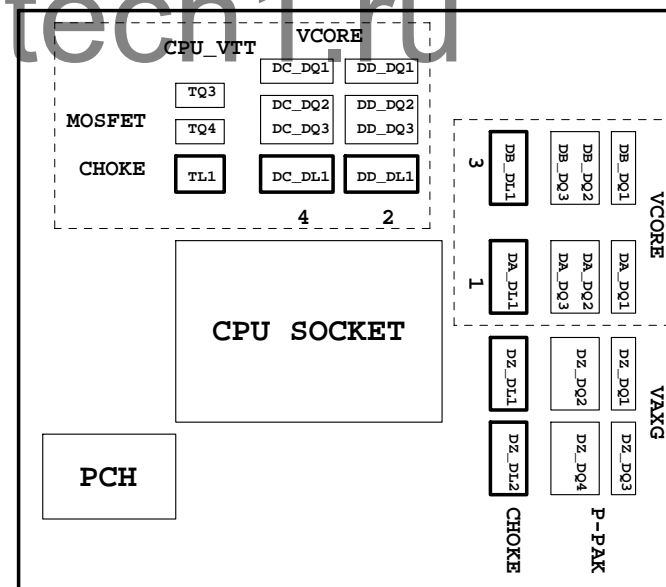 tech1.ru
CPU_VTT
VCORE
DC_DQ1
DD_DQ1
TQ3
DC_DQ2
DC_DQ3
DD_DQ2
DD_DQ3
MOSFET
TQ4
CHOKE
TL1
DC_DL1
DD_DL1
4
2
3
DB_DL1
DB_DQ3
DB_DQ2
DB_DQ1
VCORE
1
DA_DL1
DA_DQ3
DA_DQ2
DA_DQ1
CPU SOCKET
DZ_DL1
DZ_DQ2
DZ_DQ1
VAXG
DZ_DL2
DZ_DQ4
DZ_DQ3
PCH
CHOKE
P-PAK